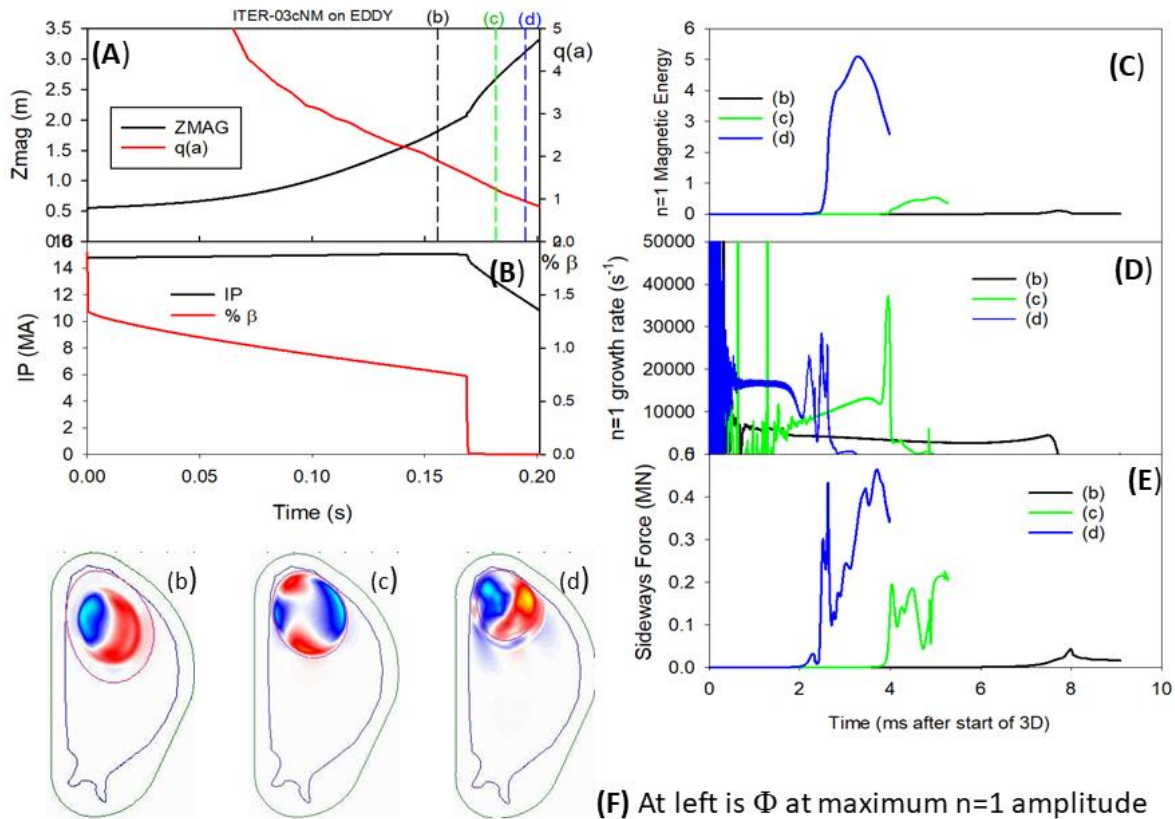 ITER-03cNM on EDDY
(b)
(c)
(d)
(A)
3.5
3.0
2.5
2.0
1.5
1.0
0.5
Zmag (m)
ZMAG
q(a)
5
q(a)
4
3
2
1
16
14
12
10
8
6
4
2
0
IP (MA)
(B)
IP
% β
2.0
% β
1.5
1.0
0.5
0.0
0.00
0.05
0.10
0.15
0.20
Time (s)
(b)
(c)
(d)
(C)
6
5
4
3
2
1
0
n=1 Magnetic Energy
(b)
(c)
(d)
(D)
50000
40000
30000
20000
10000
n=1 growth rate (s⁻¹)
(b)
(c)
(d)
(E)
0.4
0.3
0.2
0.1
0.0
Sideways Force (MN)
(b)
(c)
(d)
0
2
4
6
8
10
Time (ms after start of 3D)
(F) At left is Φ at maximum n=1 amplitude